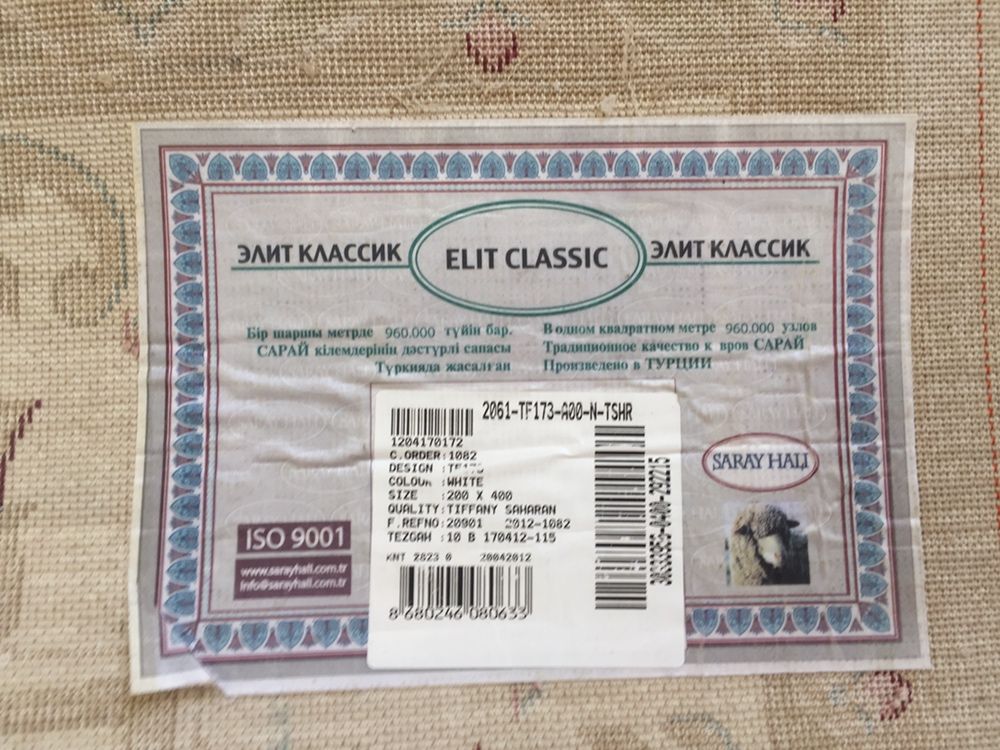 ЭЛИТ КЛАССИК ELIT CLASSIC ЭЛИТ КЛАССИК
Бір шаршы метрде 960.000 түйін бар.
САРАЙ кілемдерінің дәстүрлі сапасы
Түркияда жасалған
В одном квадратном метре 960.000 узлов
Традиционное качество САРАЙ
Произведено в ТУРЦИИ
2061-TF173-A00-N-TSHR
1204170172
C.ORDER:1082
DESIGN :
COLOUR :WHITE
SIZE :200 X 400
QUALITY:TIFFANY SAHARAN
F.REFNO:20901 2012-1082
TEZGAH :10 B 170412-115
KNT 2823 0 20042012
8 680246 080633
SARAY HALI
ISO 9001
www.sarayhali.com.tr
info@sarayhali.com.tr